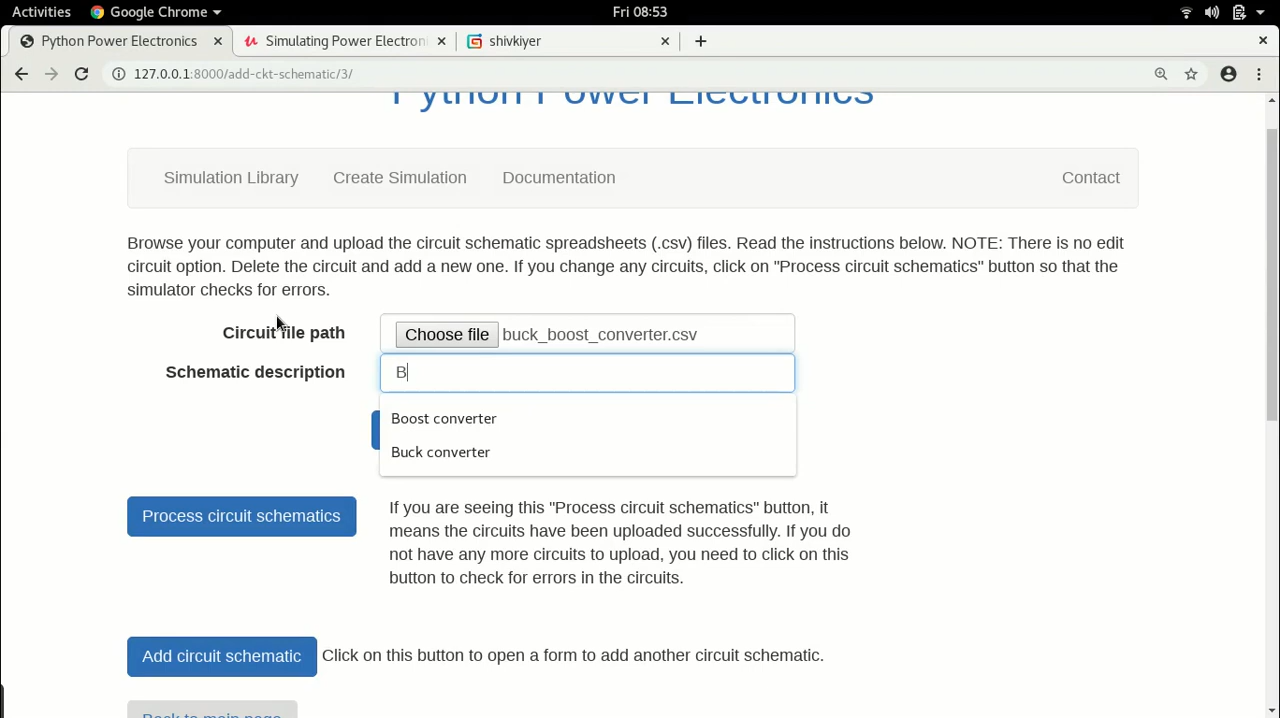 Activities Google Chrome Fri 08:53
Python Power Electronics Simulating Power Electroni shivkiyer
127.0.0.1:8000/add-ckt-schematic/3/
Python Power Electronics
Simulation Library Create Simulation Documentation Contact
Browse your computer and upload the circuit schematic spreadsheets (.csv) files. Read the instructions below. NOTE: There is no edit
circuit option. Delete the circuit and add a new one. If you change any circuits, click on "Process circuit schematics" button so that the
simulator checks for errors.
Circuit file path Choose file buck_boost_converter.csv
Schematic description B
Boost converter
Buck converter
Process circuit schematics
If you are seeing this "Process circuit schematics" button, it
means the circuits have been uploaded successfully. If you do
not have any more circuits to upload, you need to click on this
button to check for errors in the circuits.
Add circuit schematic Click on this button to open a form to add another circuit schematic.
Back to main page